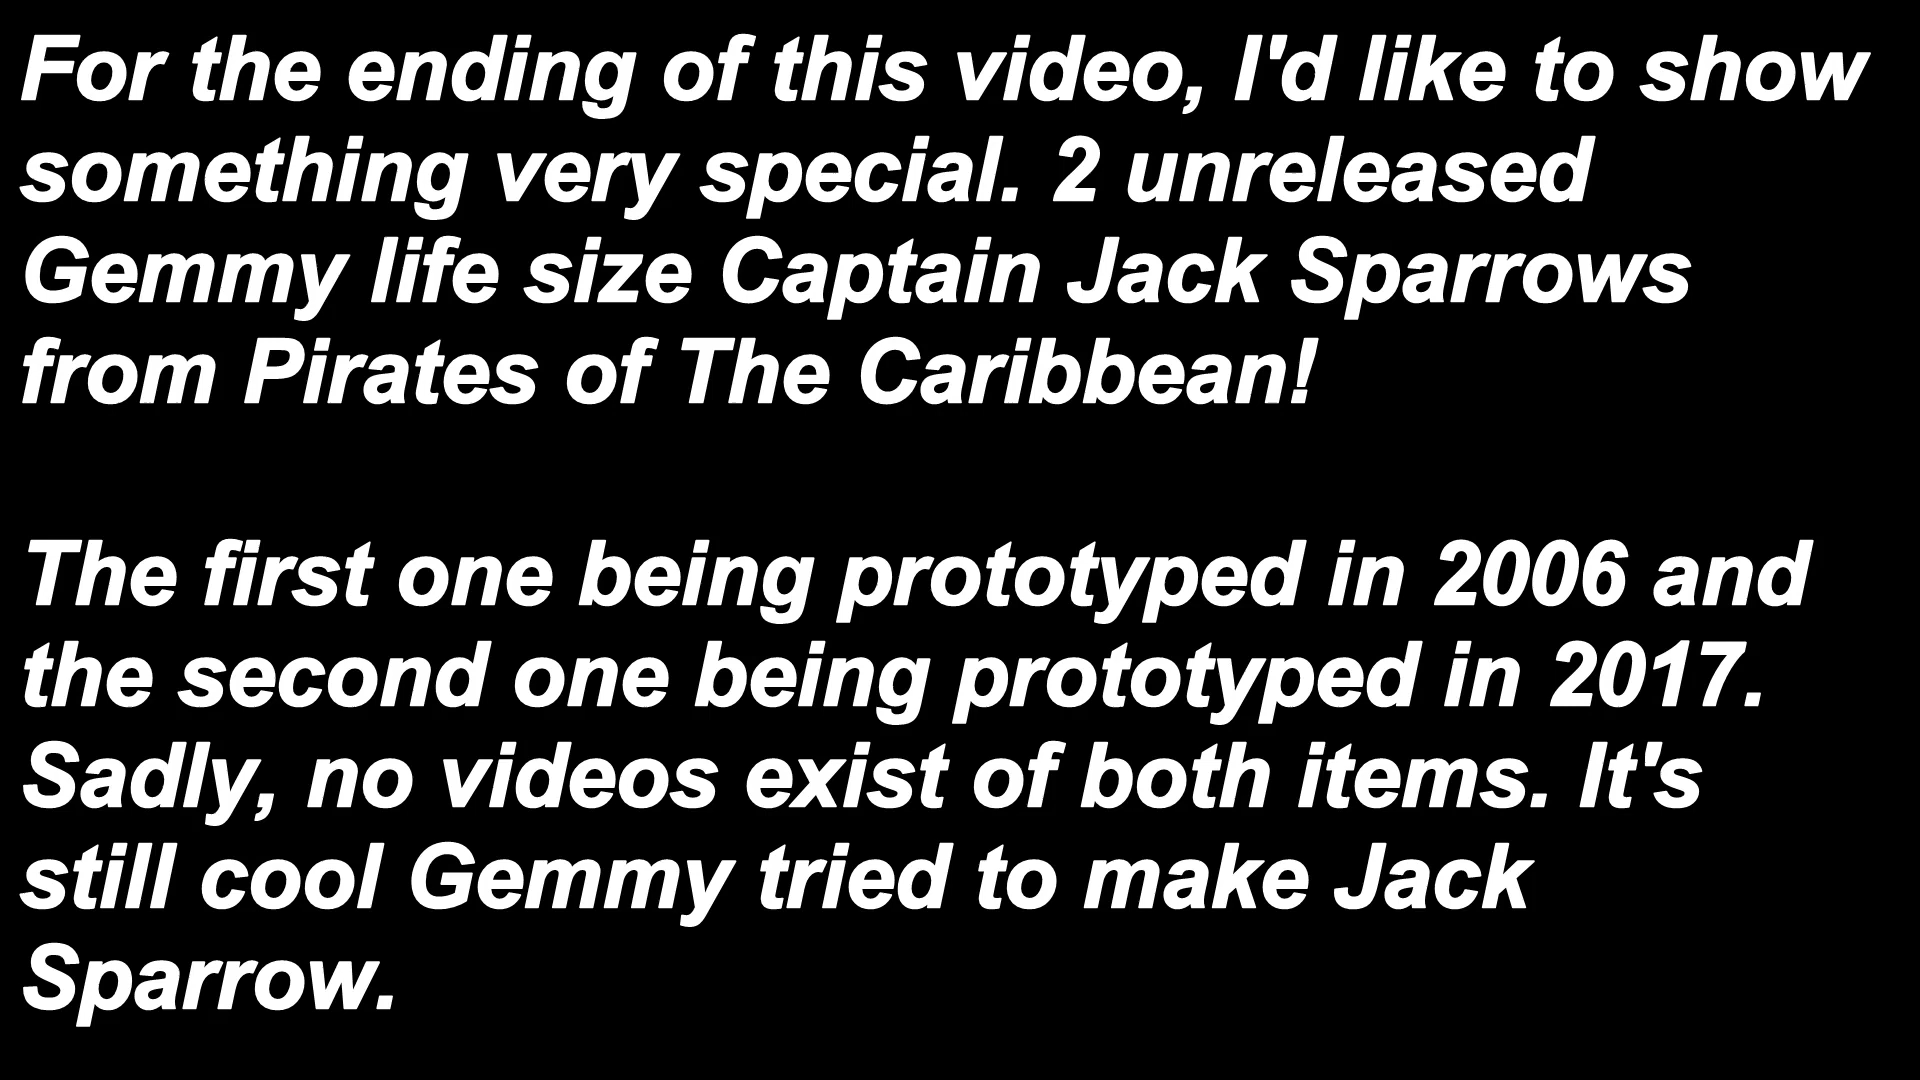 For the ending of this video, I'd like to show
something very special. 2 unreleased
Gemmy life size Captain Jack Sparrows
from Pirates of The Caribbean!
The first one being prototyped in 2006 and
the second one being prototyped in 2017.
Sadly, no videos exist of both items. It's
still cool Gemmy tried to make Jack
Sparrow.